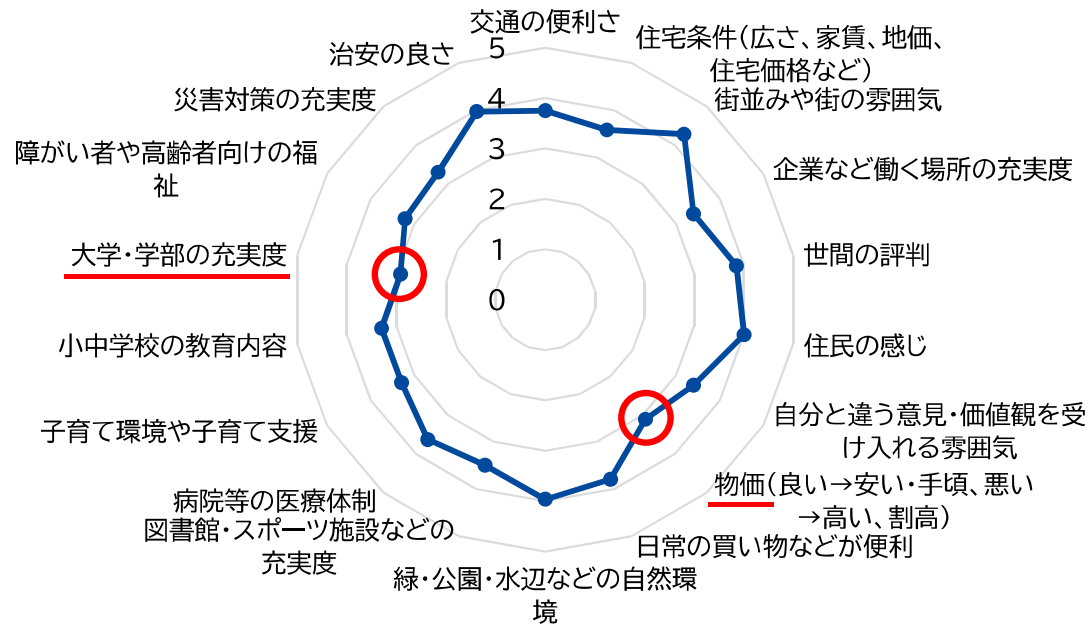 交通の便利さ
住宅条件（広さ、家賃、地価、
住宅価格など）
街並みや街の雰囲気
企業など働く場所の充実度
世間の評判
住民の感じ
自分と違う意見・価値観を受
け入れる雰囲気
物価（良い→安い・手頃、悪い
→高い、割高）
日常の買い物などが便利
緑・公園・水辺などの自然環
境
図書館・スポーツ施設などの
充実度
病院等の医療体制
子育て環境や子育て支援
小中学校の教育内容
大学・学部の充実度
障がい者や高齢者向けの福
祉
災害対策の充実度
治安の良さ
5
4
3
2
1
0